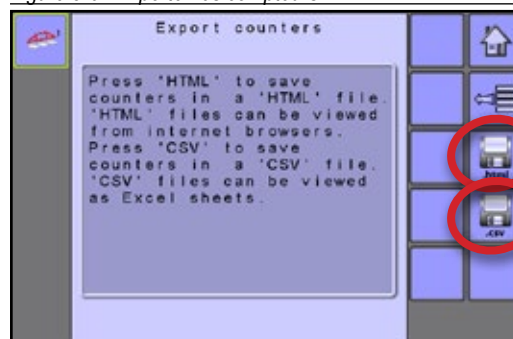 Export counters
Press 'HTML' to save
counters in a 'HTML' file.
'HTML' files can be viewed
from internet browsers.
Press 'CSV' to save
counters in a 'CSV' file.
'CSV' files can be viewed
as Excel sheets.
.html
.csv